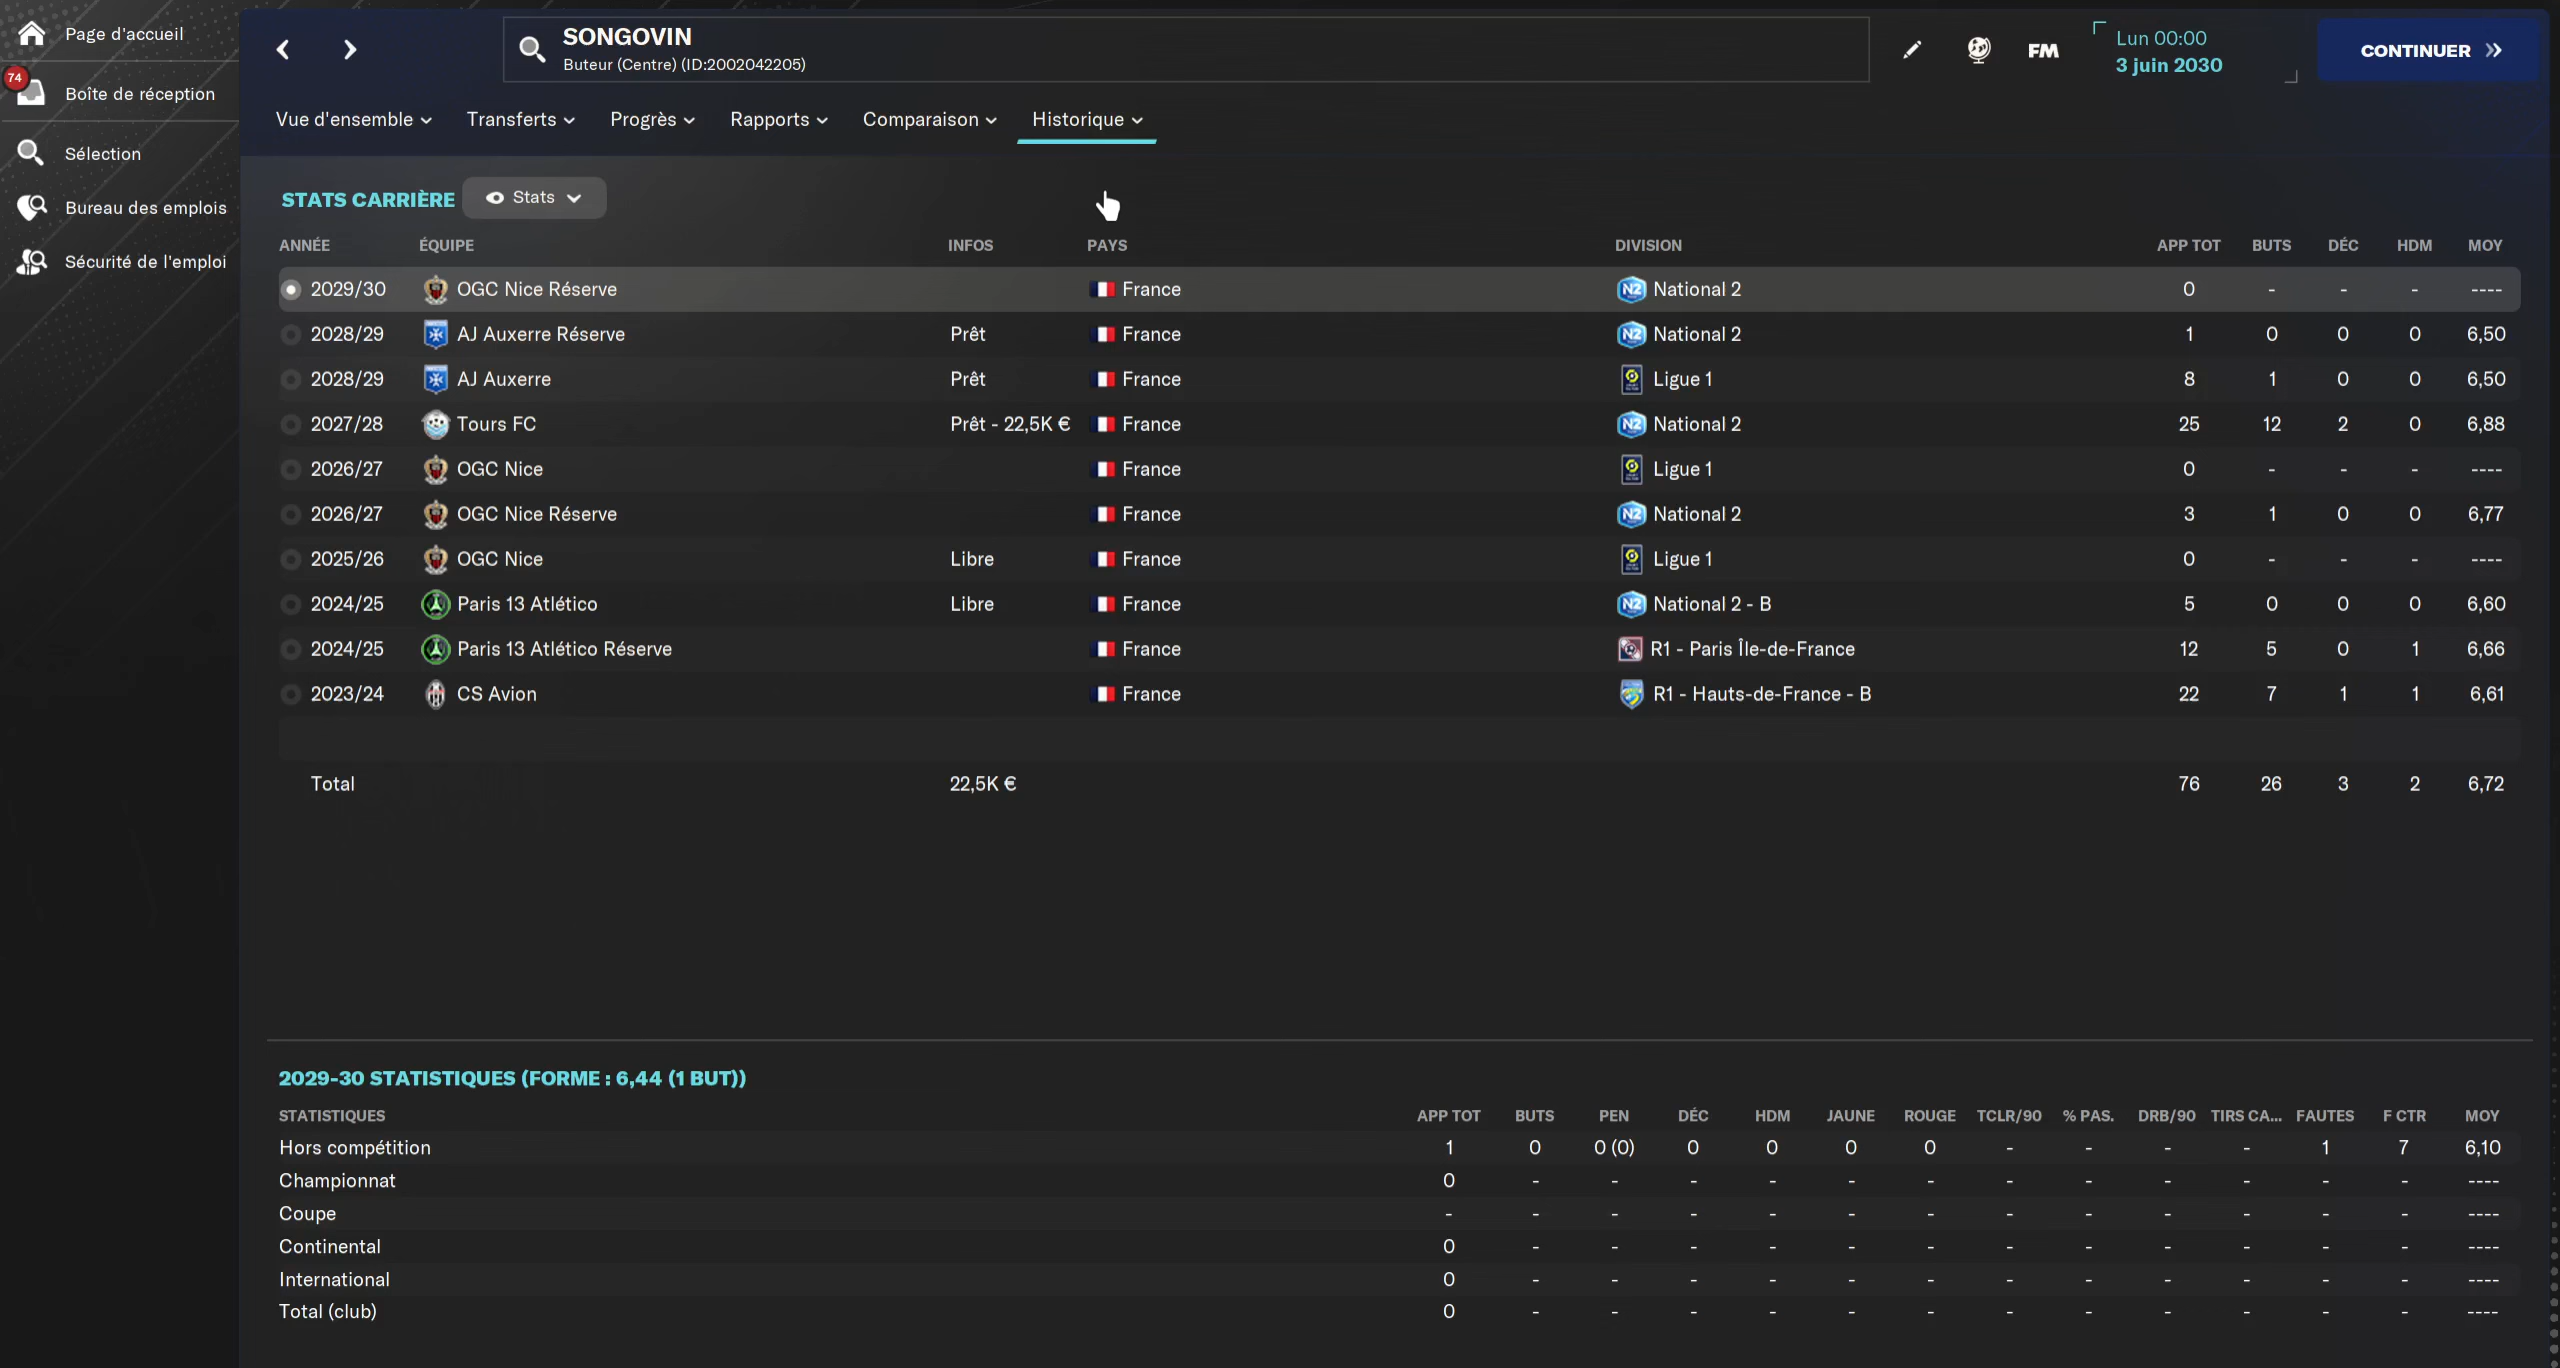 Page d'accueil
74
Boîte de réception
Sélection
Bureau des emplois
Sécurité de l'emploi
SONGOVIN
Buteur (Centre) (ID:2002042205)
FM
Lun 00:00
3 juin 2030
CONTINUER
Vue d'ensemble Transferts Progrès Rapports Comparaison Historique
STATS CARRIÈRE Stats
ANNÉE ÉQUIPE INFOS PAYS DIVISION APP TOT BUTS DÉC HDM MOY
2029/30 OGC Nice Réserve France N2 National 2 0 - - - ----
2028/29 AJ Auxerre Réserve Prêt France N2 National 2 1 0 0 0 6,50
2028/29 AJ Auxerre Prêt France Ligue 1 8 1 0 0 6,50
2027/28 Tours FC Prêt - 22,5K € France N2 National 2 25 12 2 0 6,88
2026/27 OGC Nice France Ligue 1 0 - - - ----
2026/27 OGC Nice Réserve France N2 National 2 3 1 0 0 6,77
2025/26 OGC Nice Libre France Ligue 1 0 - - - ----
2024/25 Paris 13 Atlético Libre France N2 National 2 - B 5 0 0 0 6,60
2024/25 Paris 13 Atlético Réserve France R1 - Paris Île-de-France 12 5 0 1 6,66
2023/24 CS Avion France R1 - Hauts-de-France - B 22 7 1 1 6,61
Total 22,5K € 76 26 3 2 6,72
2029-30 STATISTIQUES (FORME : 6,44 (1 BUT))
STATISTIQUES APP TOT BUTS PEN DÉC HDM JAUNE ROUGE TCLR/90 % PAS. DRB/90 TIRS CA... FAUTES F CTR MOY
Hors compétition 1 0 0 (0) 0 0 0 0 - - - - 1 7 6,10
Championnat 0 - - - - - - - - - - - - ----
Coupe - - - - - - - - - - - - - ----
Continental 0 - - - - - - - - - - - - ----
International 0 - - - - - - - - - - - - ----
Total (club) 0 - - - - - - - - - - - - ----